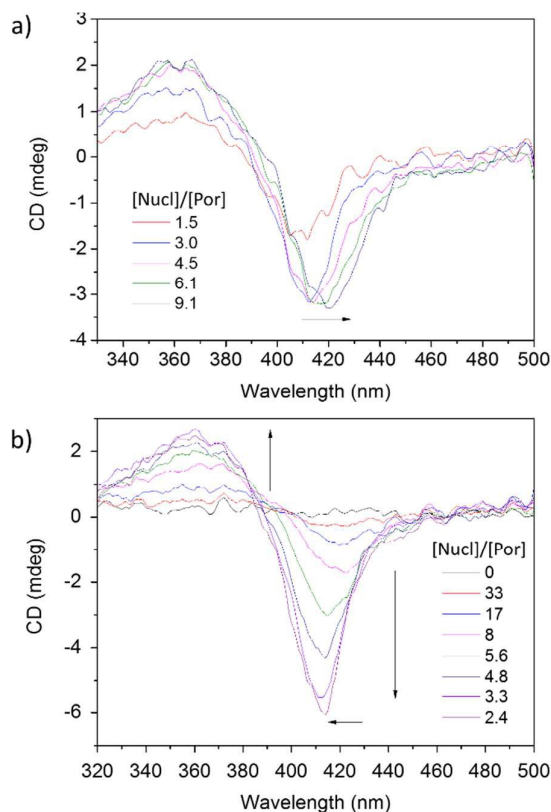 a)
3
2
1
0
-1
-2
-3
-4
CD (mdeg)
[Nucl]/[Por]
1.5
3.0
4.5
6.1
9.1
340 360 380 400 420 440 460 480 500
Wavelength (nm)
b)
2
0
-2
-4
-6
CD (mdeg)
[Nucl]/[Por]
0
33
17
8
5.6
4.8
3.3
2.4
320 340 360 380 400 420 440 460 480 500
Wavelength (nm)